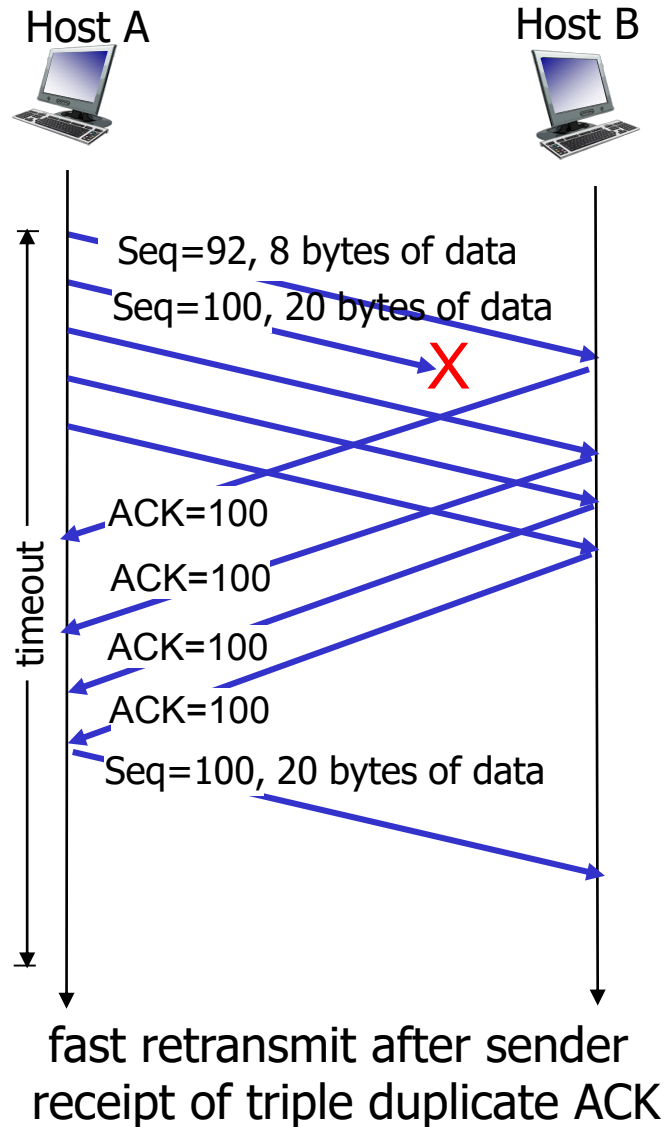 Host A
Host B
Seq=92, 8 bytes of data
Seq=100, 20 bytes of data
X
timeout
ACK=100
ACK=100
ACK=100
ACK=100
Seq=100, 20 bytes of data
fast retransmit after sender
receipt of triple duplicate ACK